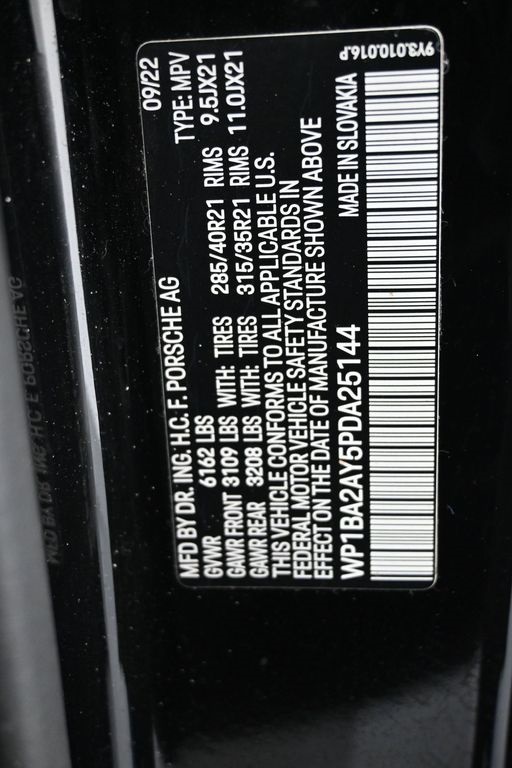 09/22
MFD BY DR. ING. H.C. F. PORSCHE AG TYPE: MPV
GVWR 6162 LBS
GAWR FRONT 3109 LBS WITH: TIRES 285/40R21 RIMS 9.5JX21
GAWR REAR 3208 LBS WITH: TIRES 315/35R21 RIMS 11.0JX21
THIS VEHICLE CONFORMS TO ALL APPLICABLE U.S.
FEDERAL MOTOR VEHICLE SAFETY STANDARDS IN
EFFECT ON THE DATE OF MANUFACTURE SHOWN ABOVE
WP1BA2AY5PDA25144 MADE IN SLOVAKIA
9Y3.010.016.P